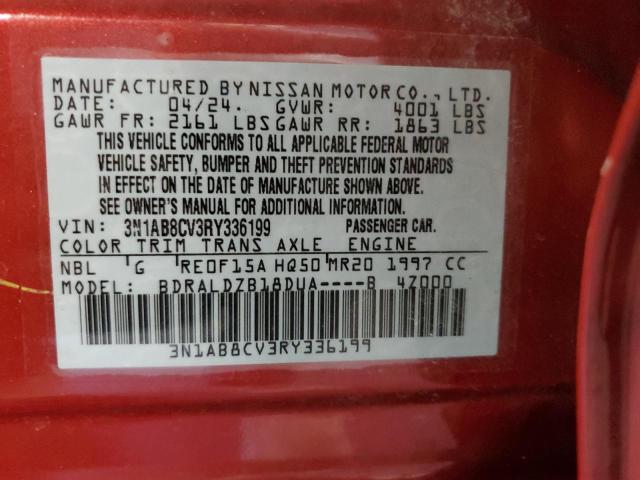 MANUFACTURED BY NISSAN MOTOR CO., LTD.
DATE: 04/24. GVWR: 4001 LBS
GAWR FR: 2161 LBS GAWR RR: 1863 LBS
THIS VEHICLE CONFORMS TO ALL APPLICABLE FEDERAL MOTOR
VEHICLE SAFETY, BUMPER AND THEFT PREVENTION STANDARDS
IN EFFECT ON THE DATE OF MANUFACTURE SHOWN ABOVE.
SEE OWNER'S MANUAL FOR ADDITIONAL INFORMATION.
VIN: 3N1AB8CV3RY336199 PASSENGER CAR.
COLOR TRIM TRANS AXLE ENGINE
NBL G RE0F15A HQ50 MR20 1997 CC
MODEL: BDRALDZB18DUA----B 4Z000
3N1AB8CV3RY336199